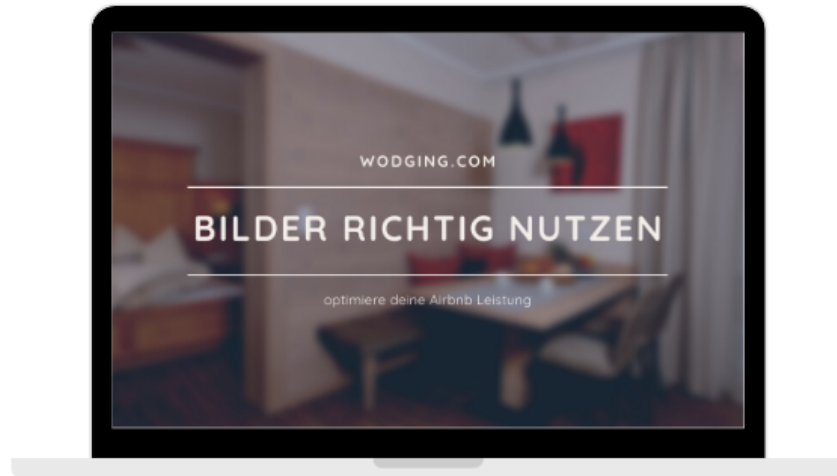 WODGING.COM
BILDER RICHTIG NUTZEN
optimiere deine Airbnb Leistung